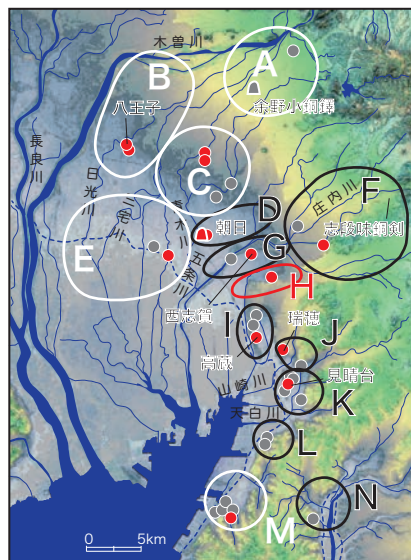 木曽川
A
B
余野小銅鐸
八王子
長良川
C
日光川
三宅川
庄内川
F
D
朝日
志段味銅剣
青木川
G
五条川
E
H
西志賀
I
瑞穂
J
高蔵
見晴台
山崎川
K
天白川
L
N
0 5km
M